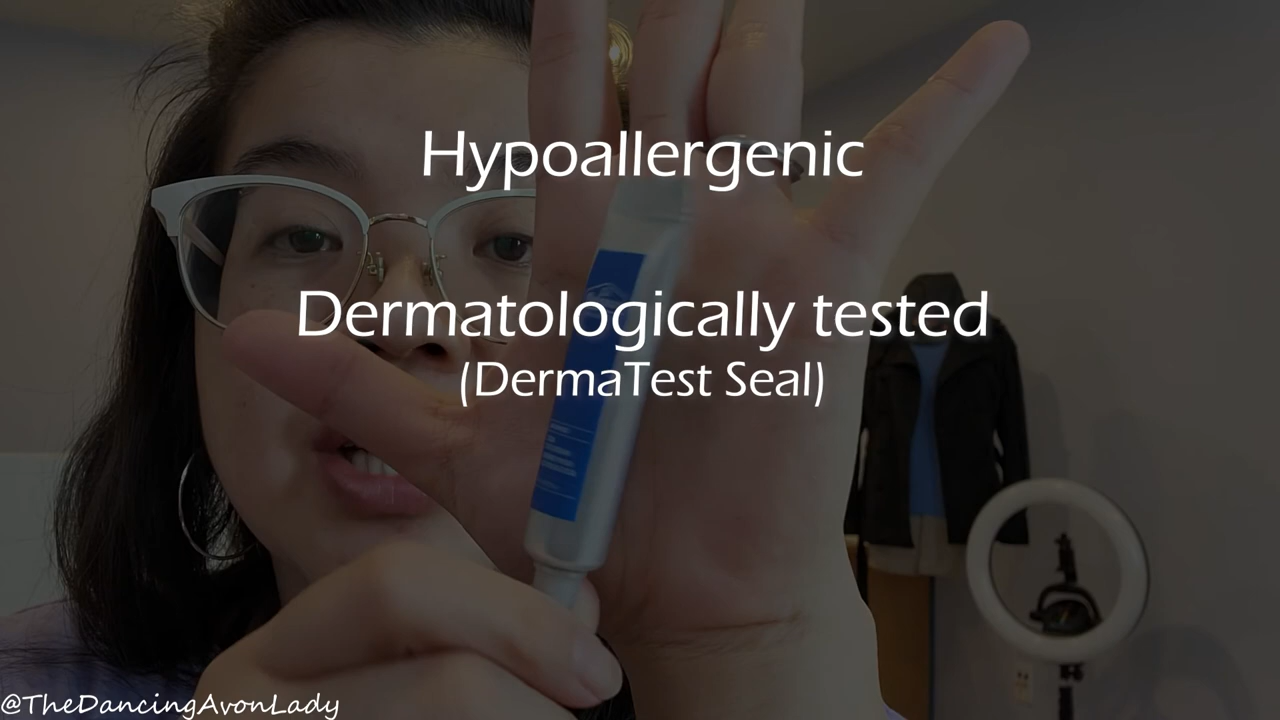 Hypoallergenic
Dermatologically tested
(DermaTest Seal)
@TheDancingAvonLady